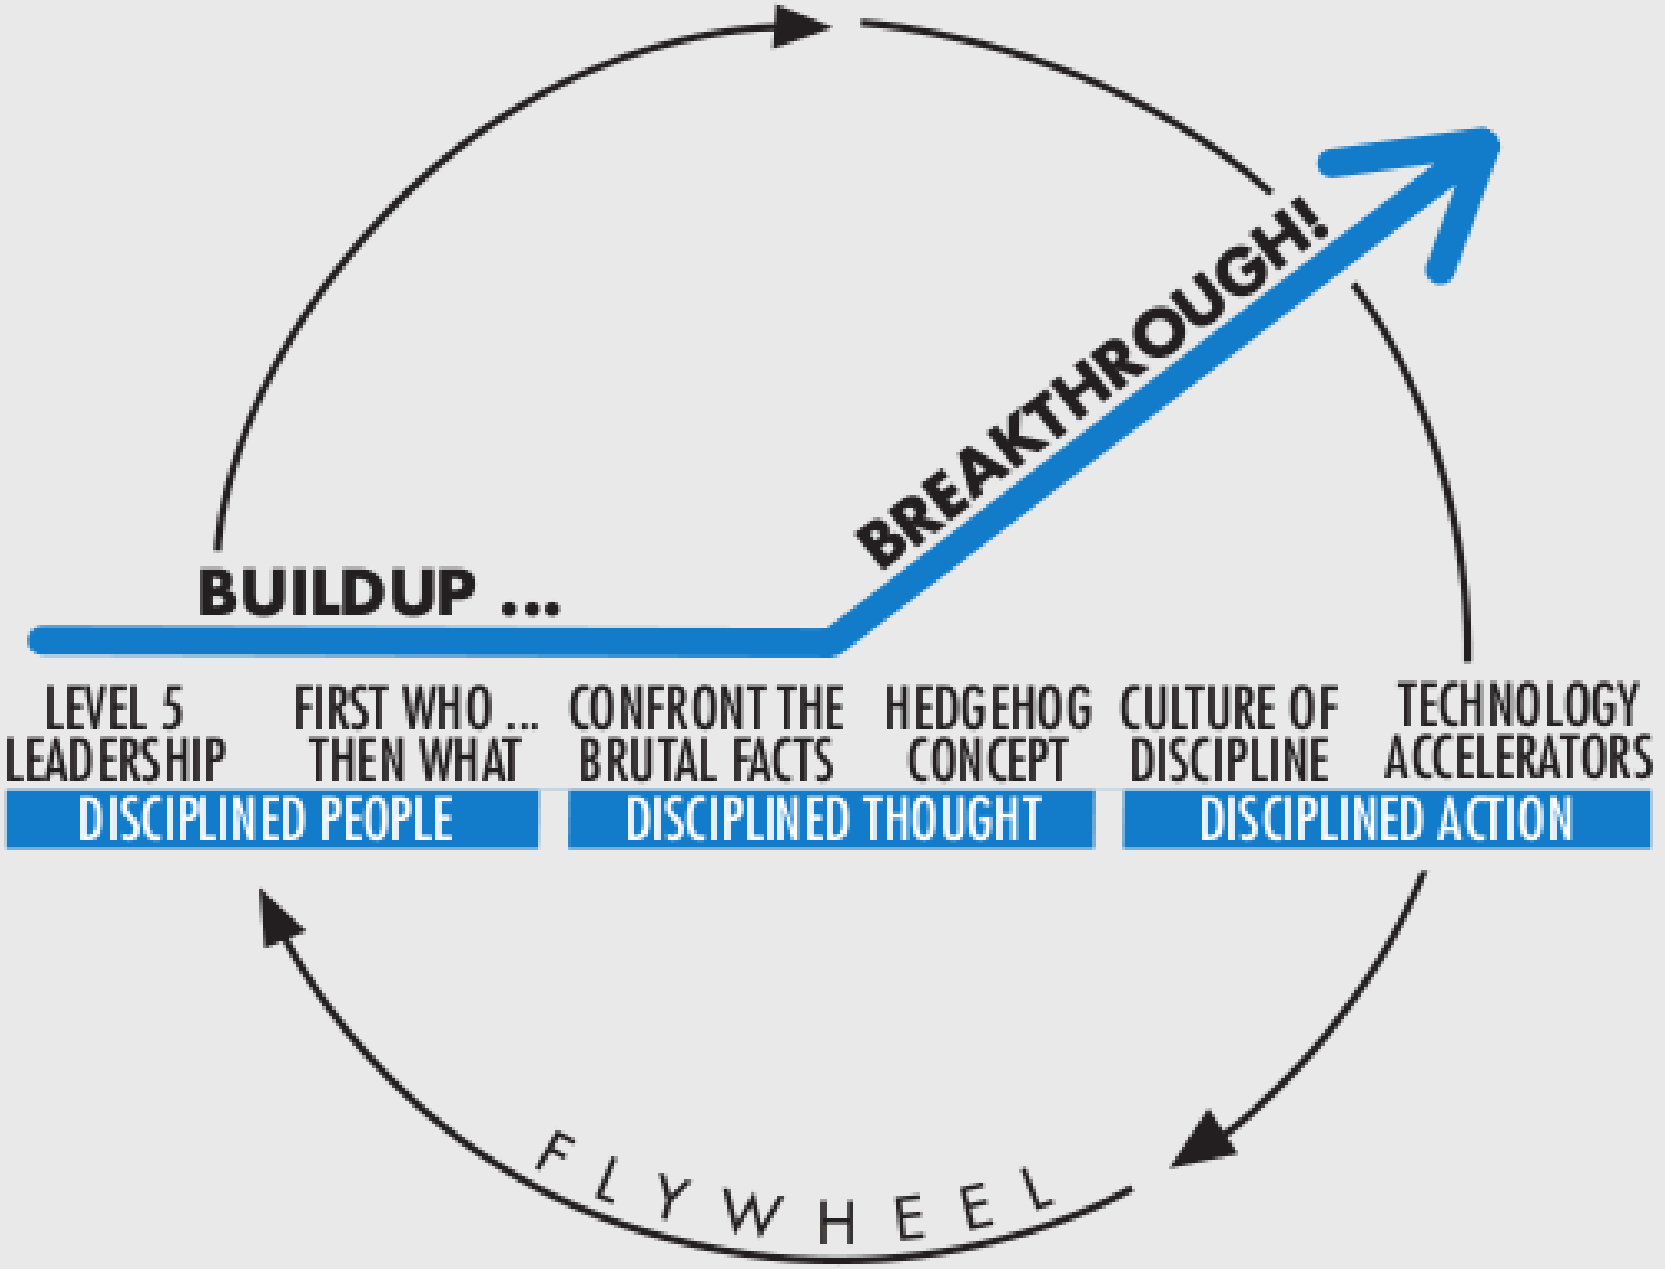 BREAKTHROUGH!
BUILDUP ...
LEVEL 5
LEADERSHIP
FIRST WHO ...
THEN WHAT
CONFRONT THE
BRUTAL FACTS
HEDGEHOG
CONCEPT
CULTURE OF
DISCIPLINE
TECHNOLOGY
ACCELERATORS
DISCIPLINED PEOPLE
DISCIPLINED THOUGHT
DISCIPLINED ACTION
FLYWHEEL